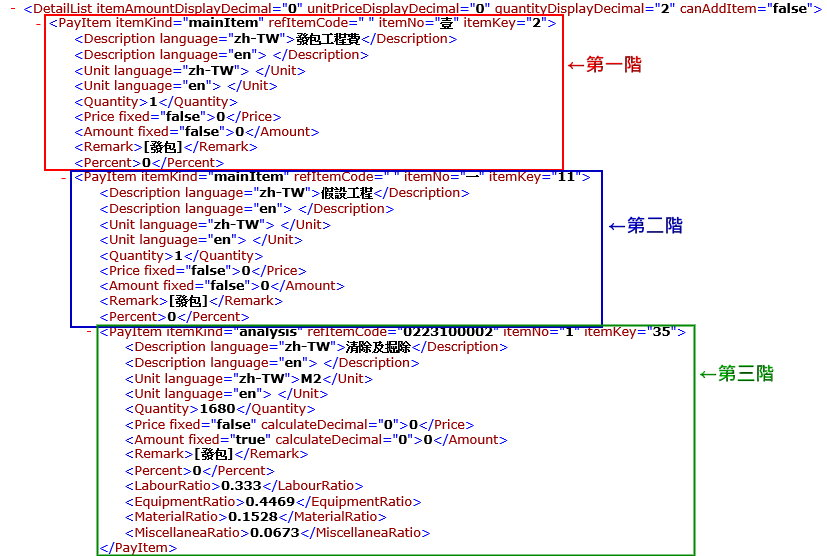 - <DetailList itemAmountDisplayDecimal="0" unitPriceDisplayDecimal="0" quantityDisplayDecimal="2" canAddItem="false">
- <PayItem itemKind="mainItem" refItemCode=" " itemNo="壹" itemKey="2">
<Description language="zh-TW">發包工程費</Description>
<Description language="en"> </Description>
<Unit language="zh-TW"> </Unit>
<Unit language="en"> </Unit>
<Quantity>1</Quantity>
<Price fixed="false">0</Price>
<Amount fixed="false">0</Amount>
<Remark>[發包]</Remark>
<Percent>0</Percent>
←第一階
- <PayItem itemKind="mainItem" refItemCode=" " itemNo="一" itemKey="11">
<Description language="zh-TW">假設工程</Description>
<Description language="en"> </Description>
<Unit language="zh-TW"> </Unit>
<Unit language="en"> </Unit>
<Quantity>1</Quantity>
<Price fixed="false">0</Price>
<Amount fixed="false">0</Amount>
<Remark>[發包]</Remark>
<Percent>0</Percent>
←第二階
- <PayItem itemKind="analysis" refItemCode="0223100002" itemNo="1" itemKey="35">
<Description language="zh-TW">清除及掘除</Description>
<Description language="en"> </Description>
<Unit language="zh-TW">M2</Unit>
<Unit language="en"> </Unit>
<Quantity>1680</Quantity>
<Price fixed="false" calculateDecimal="0">0</Price>
<Amount fixed="true" calculateDecimal="0">0</Amount>
<Remark>[發包]</Remark>
<Percent>0</Percent>
<LabourRatio>0.333</LabourRatio>
<EquipmentRatio>0.4469</EquipmentRatio>
<MaterialRatio>0.1528</MaterialRatio>
<MiscellaneaRatio>0.0673</MiscellaneaRatio>
</PayItem>
←第三階